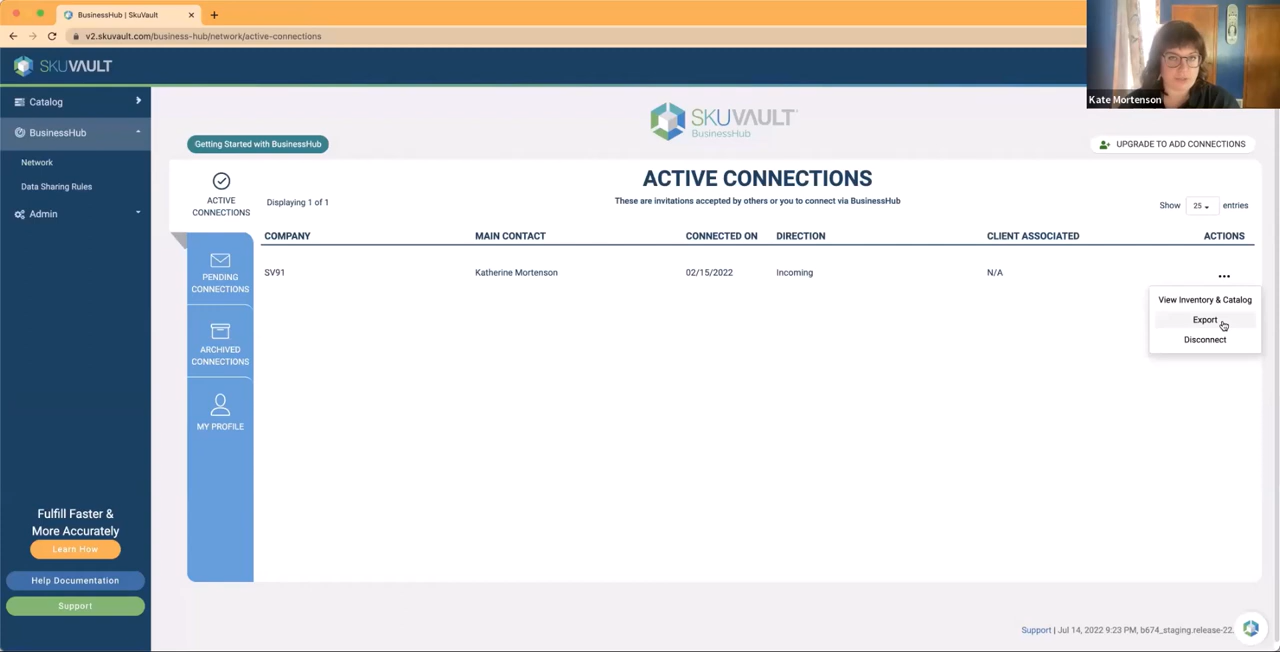 BusinessHub | SkuVault
v2.skuvault.com/business-hub/network/active-connections
SKUVAULT
Kate Mortenson
Catalog
BusinessHub
Network
Data Sharing Rules
Admin
Fulfill Faster &
More Accurately
Learn How
Help Documentation
Support
SKUVAULT
BusinessHub
Getting Started with BusinessHub
UPGRADE TO ADD CONNECTIONS
ACTIVE
CONNECTIONS
PENDING
CONNECTIONS
ARCHIVED
CONNECTIONS
MY PROFILE
ACTIVE CONNECTIONS
These are invitations accepted by others or you to connect via BusinessHub
Displaying 1 of 1
Show 25 entries
COMPANY MAIN CONTACT CONNECTED ON DIRECTION CLIENT ASSOCIATED ACTIONS
SV91 Katherine Mortenson 02/15/2022 Incoming N/A ...
View Inventory & Catalog
Export
Disconnect
Support | Jul 14, 2022 9:23 PM, b674_staging.release-22.